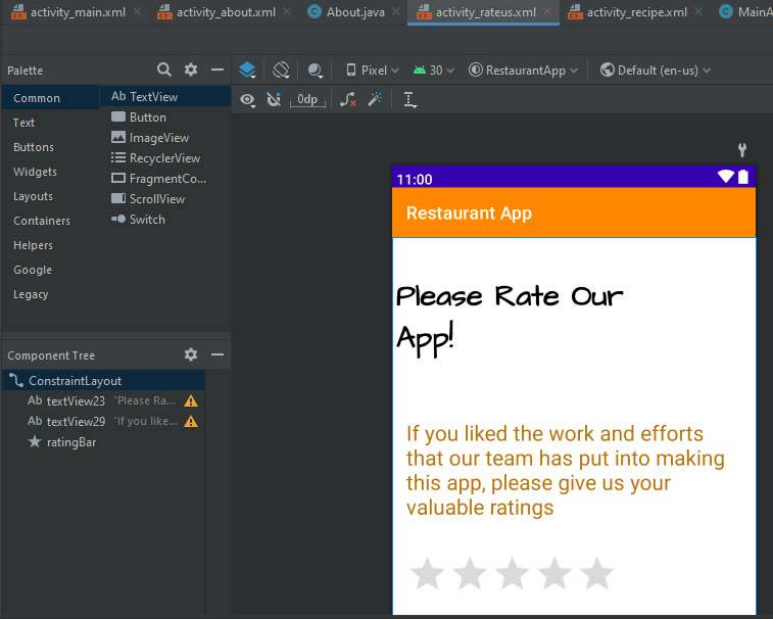 activity_main.xml activity_about.xml About.java activity_rateus.xml activity_recipe.xml MainA
Palette
Pixel 30 RestaurantApp Default (en-us)
0dp
Common
Text
Buttons
Widgets
Layouts
Containers
Helpers
Google
Legacy
Ab TextView
Button
ImageView
RecyclerView
FragmentCo...
ScrollView
Switch
Component Tree
ConstraintLayout
Ab textView23 "Please Ra...
Ab textView29 "If you like...
ratingBar
11:00
Restaurant App
Please Rate Our
App!
If you liked the work and efforts
that our team has put into making
this app, please give us your
valuable ratings